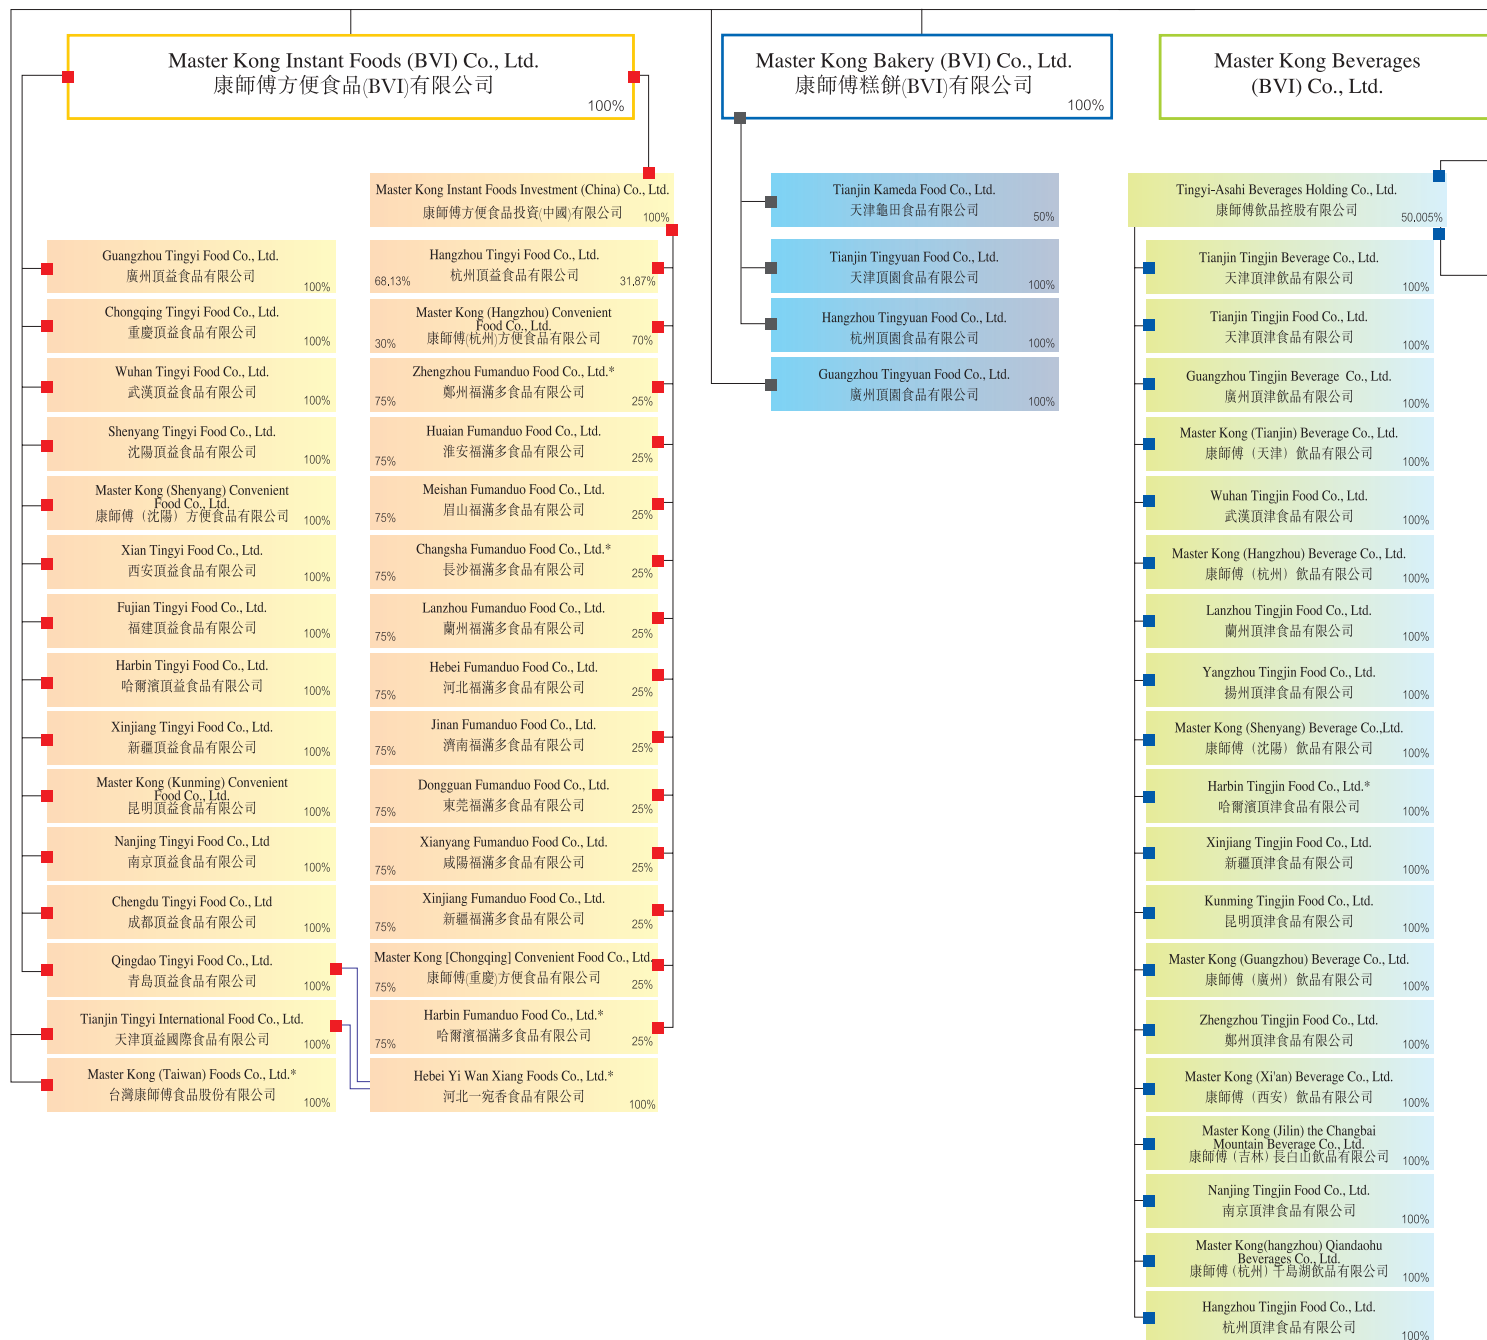 Master Kong Instant Foods (BVI) Co., Ltd.
康師傅方便食品(BVI)有限公司
100%
Master Kong Bakery (BVI) Co., Ltd.
康師傅糕餅(BVI)有限公司
100%
Master Kong Beverages
(BVI) Co., Ltd.
Master Kong Instant Foods Investment (China) Co., Ltd.
康師傅方便食品投資(中國)有限公司
100%
Guangzhou Tingyi Food Co., Ltd.
廣州頂益食品有限公司
100%
Chongqing Tingyi Food Co., Ltd.
重慶頂益食品有限公司
100%
Wuhan Tingyi Food Co., Ltd.
武漢頂益食品有限公司
100%
Shenyang Tingyi Food Co., Ltd.
沈陽頂益食品有限公司
100%
Master Kong (Shenyang) Convenient
Food Co., Ltd.
康師傅（沈陽）方便食品有限公司
100%
Xian Tingyi Food Co., Ltd.
西安頂益食品有限公司
100%
Fujian Tingyi Food Co., Ltd.
福建頂益食品有限公司
100%
Harbin Tingyi Food Co., Ltd.
哈爾濱頂益食品有限公司
100%
Xinjiang Tingyi Food Co., Ltd.
新疆頂益食品有限公司
100%
Master Kong (Kunming) Convenient
Food Co., Ltd.
昆明頂益食品有限公司
100%
Nanjing Tingyi Food Co., Ltd
南京頂益食品有限公司
100%
Chengdu Tingyi Food Co., Ltd
成都頂益食品有限公司
100%
Qingdao Tingyi Food Co., Ltd.
青島頂益食品有限公司
100%
Tianjin Tingyi International Food Co., Ltd.
天津頂益國際食品有限公司
100%
Master Kong (Taiwan) Foods Co., Ltd.*
台灣康師傅食品股份有限公司
100%
Hangzhou Tingyi Food Co., Ltd.
杭州頂益食品有限公司
68.13%
31.87%
Master Kong (Hangzhou) Convenient
Food Co., Ltd.
康師傅(杭州)方便食品有限公司
30%
70%
Zhengzhou Fumanduo Food Co., Ltd.*
鄭州福滿多食品有限公司
75%
25%
Huaian Fumanduo Food Co., Ltd.
淮安福滿多食品有限公司
75%
25%
Meishan Fumanduo Food Co., Ltd.
眉山福滿多食品有限公司
75%
25%
Changsha Fumanduo Food Co., Ltd.*
長沙福滿多食品有限公司
75%
25%
Lanzhou Fumanduo Food Co., Ltd.
蘭州福滿多食品有限公司
75%
25%
Hebei Fumanduo Food Co., Ltd.
河北福滿多食品有限公司
75%
25%
Jinan Fumanduo Food Co., Ltd.
濟南福滿多食品有限公司
75%
25%
Dongguan Fumanduo Food Co., Ltd.
東莞福滿多食品有限公司
75%
25%
Xianyang Fumanduo Food Co., Ltd.
咸陽福滿多食品有限公司
75%
25%
Xinjiang Fumanduo Food Co., Ltd.
新疆福滿多食品有限公司
75%
25%
Master Kong [Chongqing] Convenient Food Co., Ltd.
康師傅(重慶)方便食品有限公司
75%
25%
Harbin Fumanduo Food Co., Ltd.*
哈爾濱福滿多食品有限公司
75%
25%
Hebei Yi Wan Xiang Foods Co., Ltd.*
河北一宛香食品有限公司
100%
Tianjin Kameda Food Co., Ltd.
天津龜田食品有限公司
50%
Tianjin Tingyuan Food Co., Ltd.
天津頂園食品有限公司
100%
Hangzhou Tingyuan Food Co., Ltd.
杭州頂園食品有限公司
100%
Guangzhou Tingyuan Food Co., Ltd.
廣州頂園食品有限公司
100%
Tingyi-Asahi Beverages Holding Co., Ltd.
康師傅飲品控股有限公司
50.005%
Tianjin Tingjin Beverage Co., Ltd.
天津頂津飲品有限公司
100%
Tianjin Tingjin Food Co., Ltd.
天津頂津食品有限公司
100%
Guangzhou Tingjin Beverage Co., Ltd.
廣州頂津飲品有限公司
100%
Master Kong (Tianjin) Beverage Co., Ltd.
康師傅（天津）飲品有限公司
100%
Wuhan Tingjin Food Co., Ltd.
武漢頂津食品有限公司
100%
Master Kong (Hangzhou) Beverage Co., Ltd.
康師傅（杭州）飲品有限公司
100%
Lanzhou Tingjin Food Co., Ltd.
蘭州頂津食品有限公司
100%
Yangzhou Tingjin Food Co., Ltd.
揚州頂津食品有限公司
100%
Master Kong (Shenyang) Beverage Co.,Ltd.
康師傅（沈陽）飲品有限公司
100%
Harbin Tingjin Food Co., Ltd.*
哈爾濱頂津食品有限公司
100%
Xinjiang Tingjin Food Co., Ltd.
新疆頂津食品有限公司
100%
Kunming Tingjin Food Co., Ltd.
昆明頂津食品有限公司
100%
Master Kong (Guangzhou) Beverage Co., Ltd.
康師傅（廣州）飲品有限公司
100%
Zhengzhou Tingjin Food Co., Ltd.
鄭州頂津食品有限公司
100%
Master Kong (Xi'an) Beverage Co., Ltd.
康師傅（西安）飲品有限公司
100%
Master Kong (Jilin) the Changbai
Mountain Beverage Co., Ltd.
康師傅（吉林）長白山飲品有限公司
100%
Nanjing Tingjin Food Co., Ltd.
南京頂津食品有限公司
100%
Master Kong(hangzhou) Qiandaohu
Beverages Co., Ltd.
康師傅（杭州）千島湖飲品有限公司
100%
Hangzhou Tingjin Food Co., Ltd.
杭州頂津食品有限公司
100%